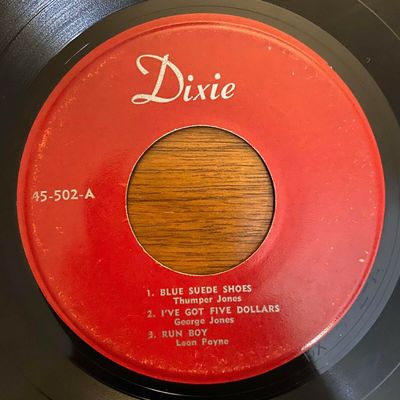 Dixie
45-502-A
1. BLUE SUEDE SHOES
Thumper Jones
2. I'VE GOT FIVE DOLLARS
George Jones
3. RUN BOY
Leon Payne